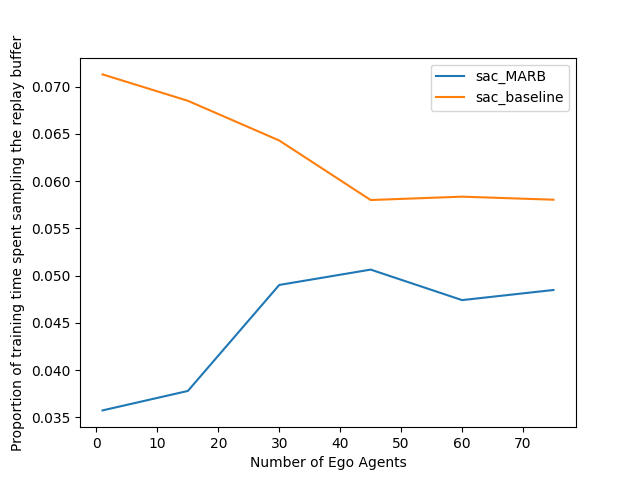 sac_MARB
sac_baseline
Proportion of training time spent sampling the replay buffer
0.070
0.065
0.060
0.055
0.050
0.045
0.040
0.035
0 10 20 30 40 50 60 70
Number of Ego Agents